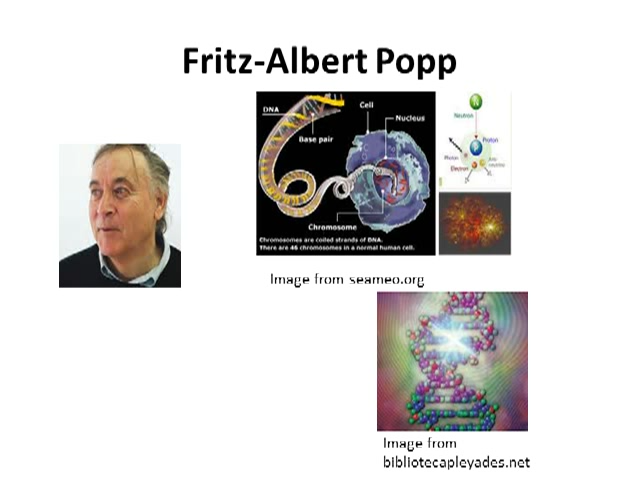 Fritz-Albert Popp
DNA
Cell
Nucleus
Base pair
Chromosome
Chromosomes are coiled strands of DNA.
There are 46 chromosomes in a normal human cell.
N
Neutron
Proton
P
Photon
Electron
Image from seameo.org
Image from
bibliotecapleyades.net